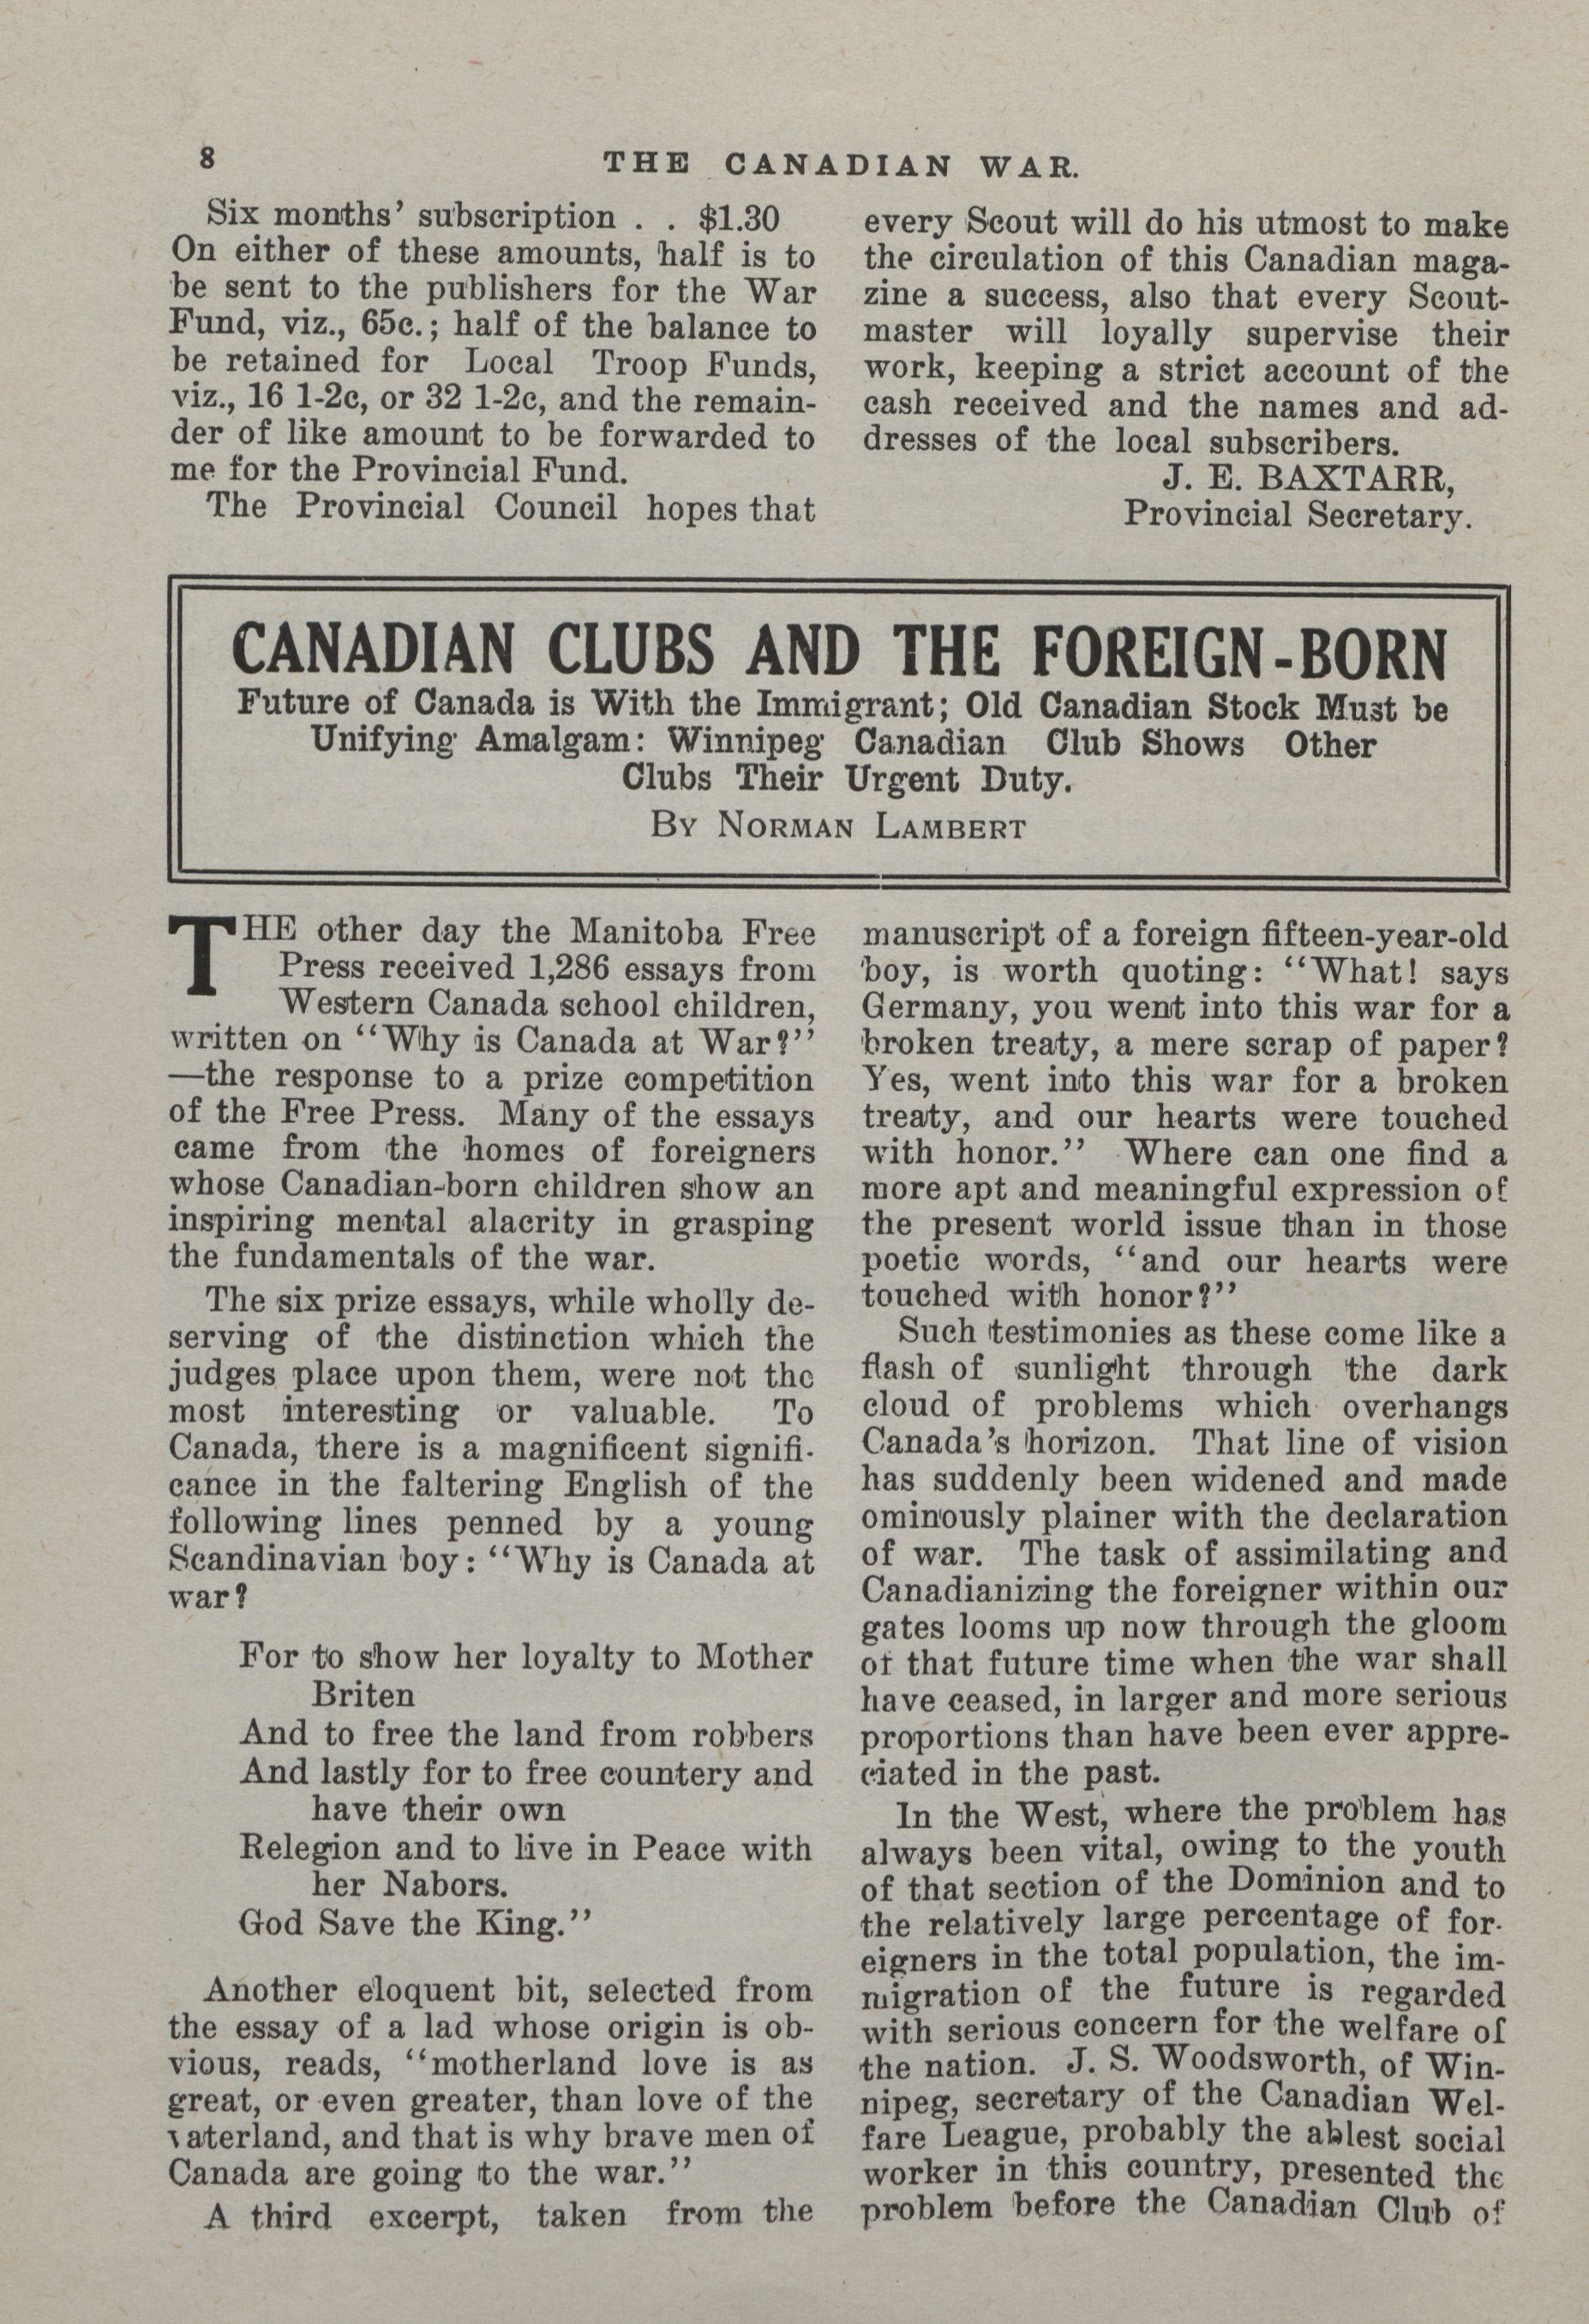 8
THE CANADIAN WAR.
Six months' subscription . . $1.30
On either of these amounts, half is to
be sent to the publishers for the War
Fund, viz., 65c.; half of the balance to
be retained for Local Troop Funds,
viz., 16 1-2c, or 32 1-2c, and the remain-
der of like amount to be forwarded to
me for the Provincial Fund.
The Provincial Council hopes that
every Scout will do his utmost to make
the circulation of this Canadian maga-
zine a success, also that every Scout-
master will loyally supervise their
work, keeping a strict account of the
cash received and the names and ad-
dresses of the local subscribers.
J. E. BAXTARR,
Provincial Secretary.
CANADIAN CLUBS AND THE FOREIGN-BORN
Future of Canada is With the Immigrant; Old Canadian Stock Must be
Unifying Amalgam: Winnipeg Canadian Club Shows Other
Clubs Their Urgent Duty.
By Norman Lambert
THE other day the Manitoba Free
Press received 1,286 essays from
Western Canada school children,
written on "Why is Canada at War?"
—the response to a prize competition
of the Free Press. Many of the essays
came from the homes of foreigners
whose Canadian-born children show an
inspiring mental alacrity in grasping
the fundamentals of the war.
The six prize essays, while wholly de-
serving of the distinction which the
judges place upon them, were not the
most interesting or valuable. To
Canada, there is a magnificent signifi-
cance in the faltering English of the
following lines penned by a young
Scandinavian boy: "Why is Canada at
war?
For to show her loyalty to Mother
Briten
And to free the land from robbers
And lastly for to free countery and
have their own
Relegion and to live in Peace with
her Nabors.
God Save the King."
Another eloquent bit, selected from
the essay of a lad whose origin is ob-
vious, reads, "motherland love is as
great, or even greater, than love of the
vaterland, and that is why brave men of
Canada are going to the war."
A third excerpt, taken from the
manuscript of a foreign fifteen-year-old
boy, is worth quoting: "What! says
Germany, you went into this war for a
broken treaty, a mere scrap of paper?
Yes, went into this war for a broken
treaty, and our hearts were touched
with honor." Where can one find a
more apt and meaningful expression of
the present world issue than in those
poetic words, "and our hearts were
touched with honor?"
Such testimonies as these come like a
flash of sunlight through the dark
cloud of problems which overhangs
Canada's horizon. That line of vision
has suddenly been widened and made
ominously plainer with the declaration
of war. The task of assimilating and
Canadianizing the foreigner within our
gates looms up now through the gloom
of that future time when the war shall
have ceased, in larger and more serious
proportions than have been ever appre-
ciated in the past.
In the West, where the problem has
always been vital, owing to the youth
of that section of the Dominion and to
the relatively large percentage of for-
eigners in the total population, the im-
migration of the future is regarded
with serious concern for the welfare of
the nation. J. S. Woodsworth, of Win-
nipeg, secretary of the Canadian Wel-
fare League, probably the ablest social
worker in this country, presented the
problem before the Canadian Club of